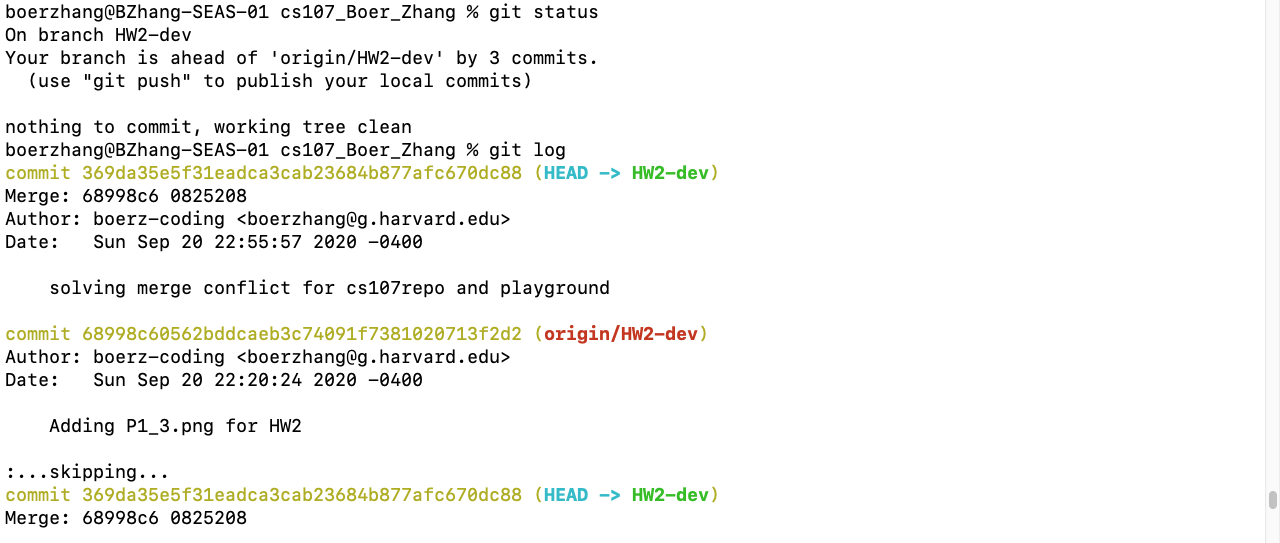 boerzhang@BZhang-SEAS-01 cs107_Boer_Zhang % git status
On branch HW2-dev
Your branch is ahead of 'origin/HW2-dev' by 3 commits.
  (use "git push" to publish your local commits)

nothing to commit, working tree clean
boerzhang@BZhang-SEAS-01 cs107_Boer_Zhang % git log
commit 369da35e5f31eadca3cab23684b877afc670dc88 (HEAD -> HW2-dev)
Merge: 68998c6 0825208
Author: boerz-coding <boerzhang@g.harvard.edu>
Date:   Sun Sep 20 22:55:57 2020 -0400

    solving merge conflict for cs107repo and playground

commit 68998c60562bddcaeb3c74091f7381020713f2d2 (origin/HW2-dev)
Author: boerz-coding <boerzhang@g.harvard.edu>
Date:   Sun Sep 20 22:20:24 2020 -0400

    Adding P1_3.png for HW2

:...skipping...
commit 369da35e5f31eadca3cab23684b877afc670dc88 (HEAD -> HW2-dev)
Merge: 68998c6 0825208